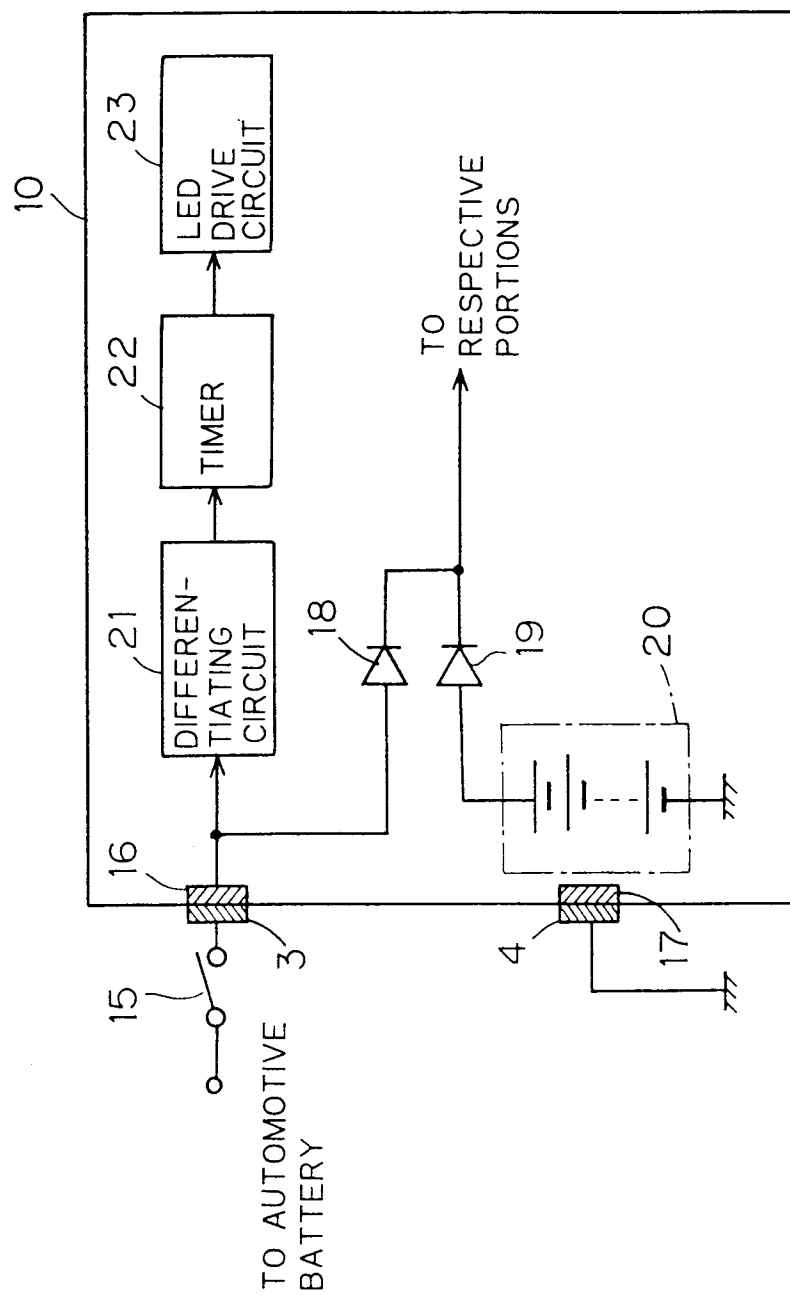 10
23
LED
DRIVE
CIRCUIT
22
TIMER
21
DIFFEREN-
TIATING
CIRCUIT
16
3
15
TO AUTOMOTIVE
BATTERY
18
19
TO
RESPECTIVE
PORTIONS
20
4
17